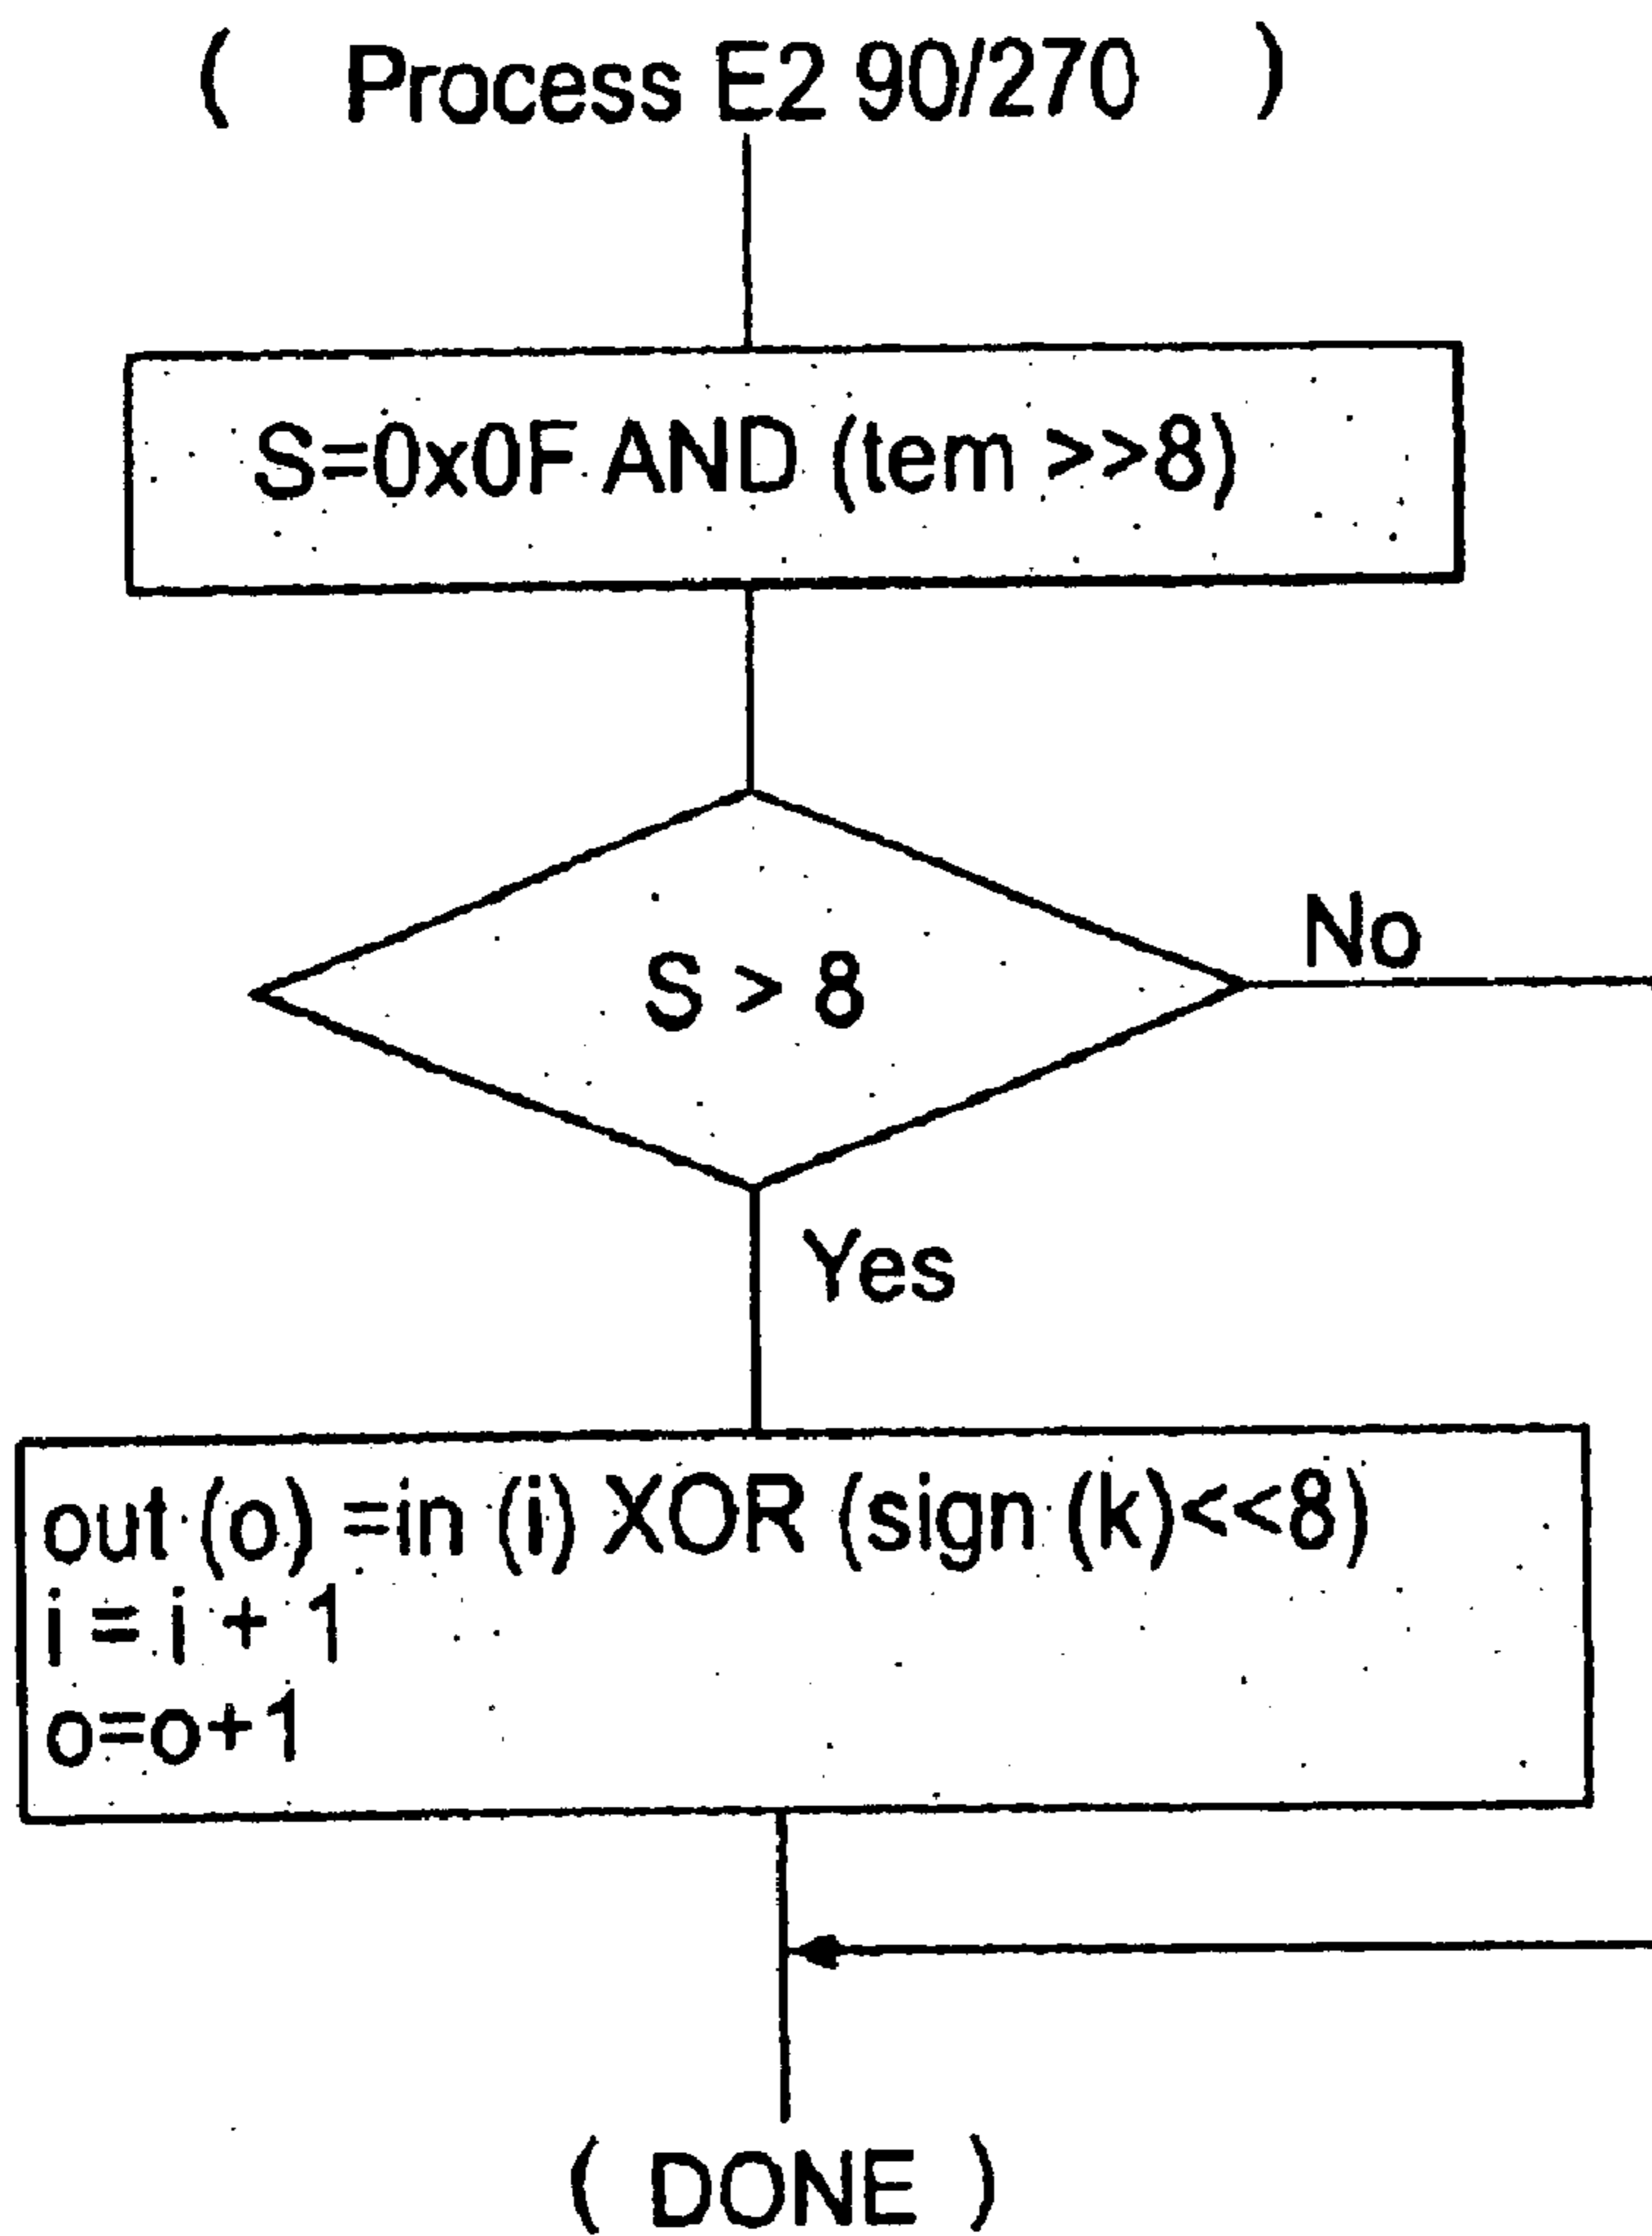 ( Process E2 90/270 )
S=0x0F AND (tem >>8)
S > 8
No
Yes
out (o) =in (i) XOR (sign (k)<<8)
i = i + 1
o=o+1
( DONE )